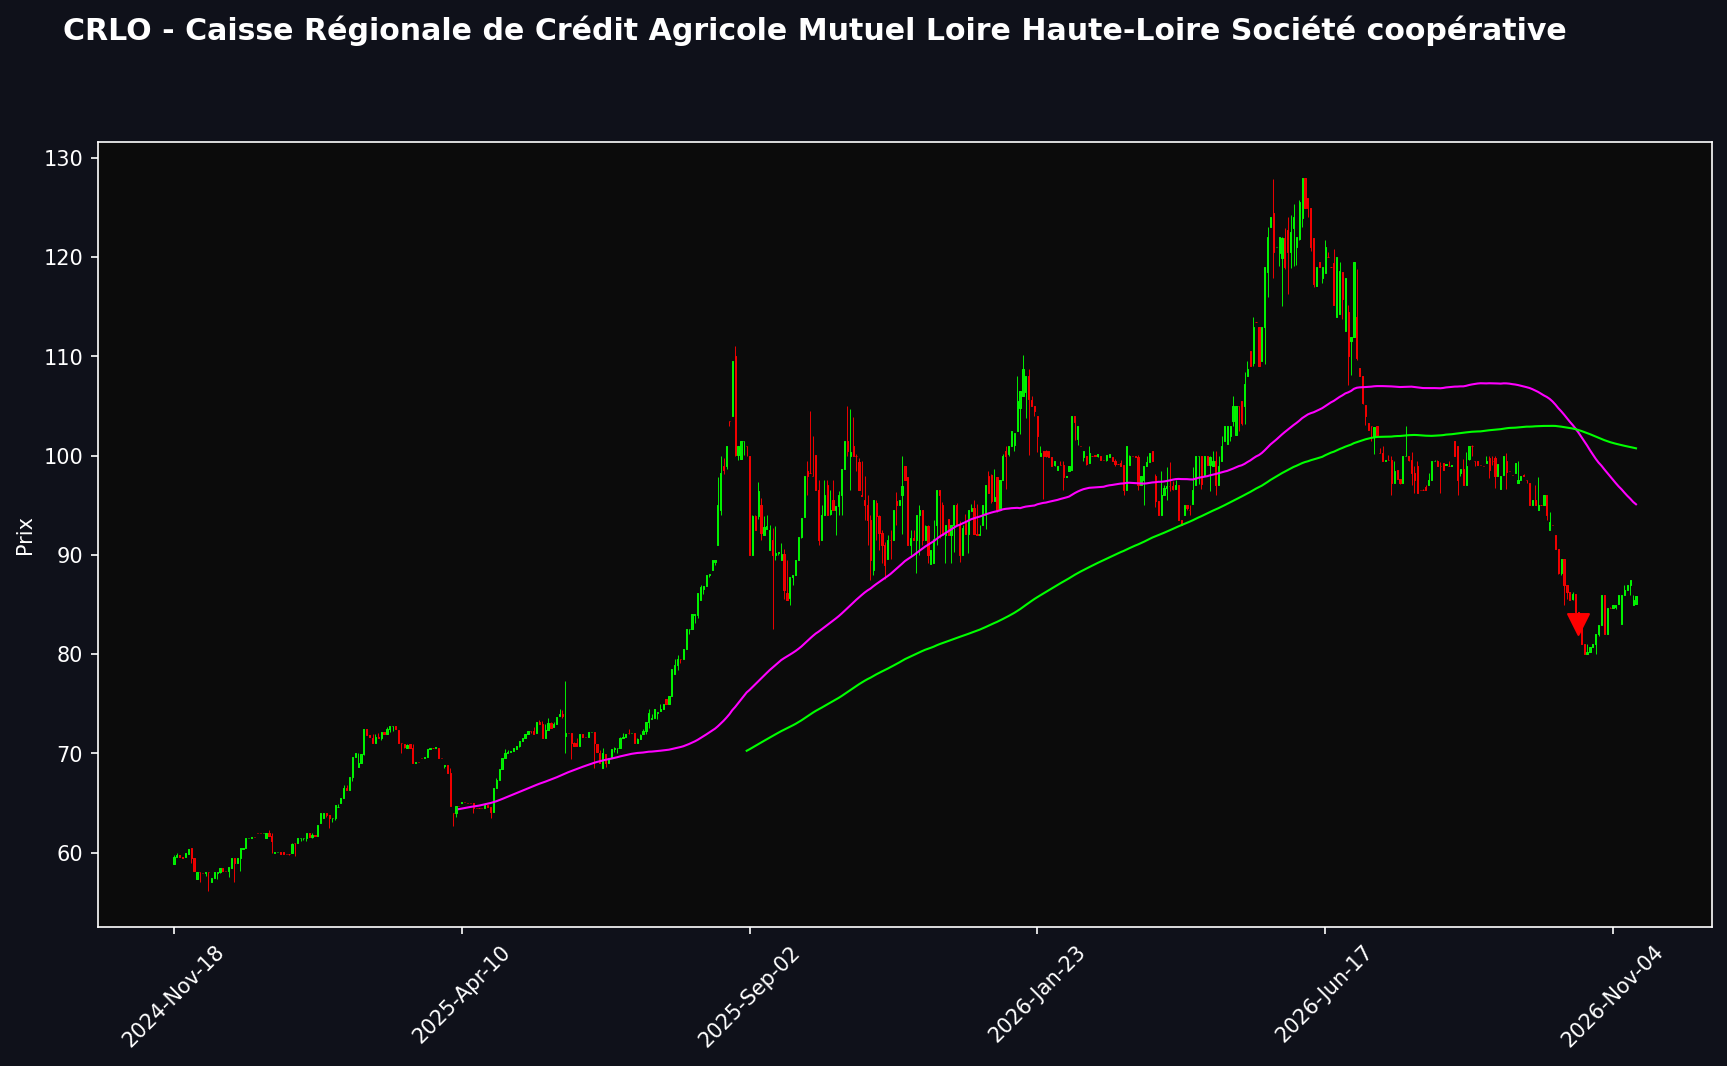 CRLO - Caisse Régionale de Crédit Agricole Mutuel Loire Haute-Loire Société coopérative
130
120
110
100
90
80
70
60
Prix
2024-Nov-18
2025-Apr-10
2025-Sep-02
2026-Jan-23
2026-Jun-17
2026-Nov-04